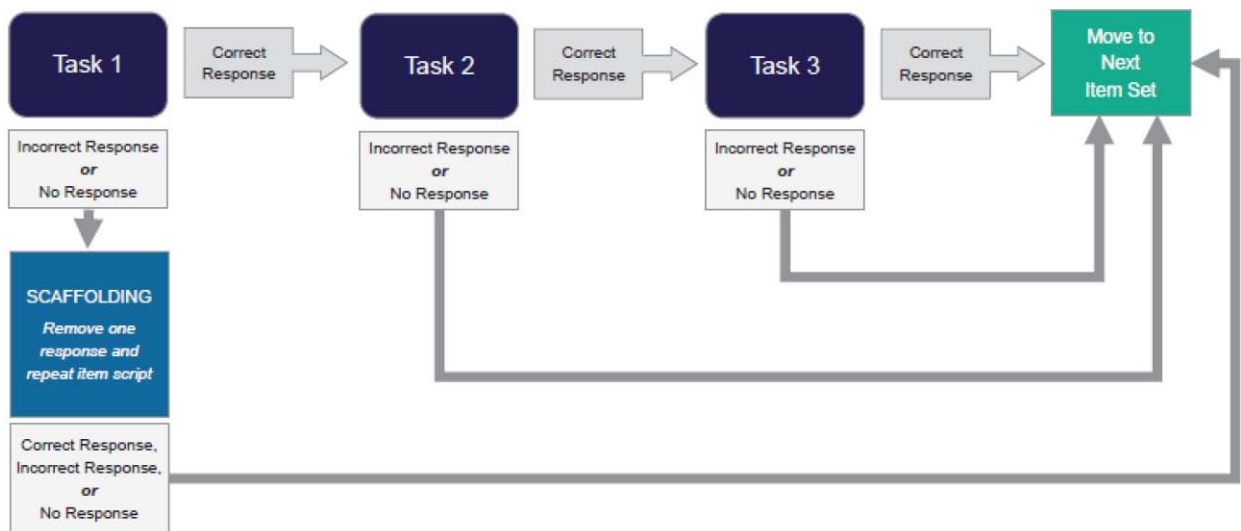 Task 1
Correct
Response
Task 2
Correct
Response
Task 3
Correct
Response
Move to
Next
Item Set
Incorrect Response
or
No Response
Incorrect Response
or
No Response
Incorrect Response
or
No Response
SCAFFOLDING
Remove one
response and
repeat item script
Correct Response,
Incorrect Response,
or
No Response